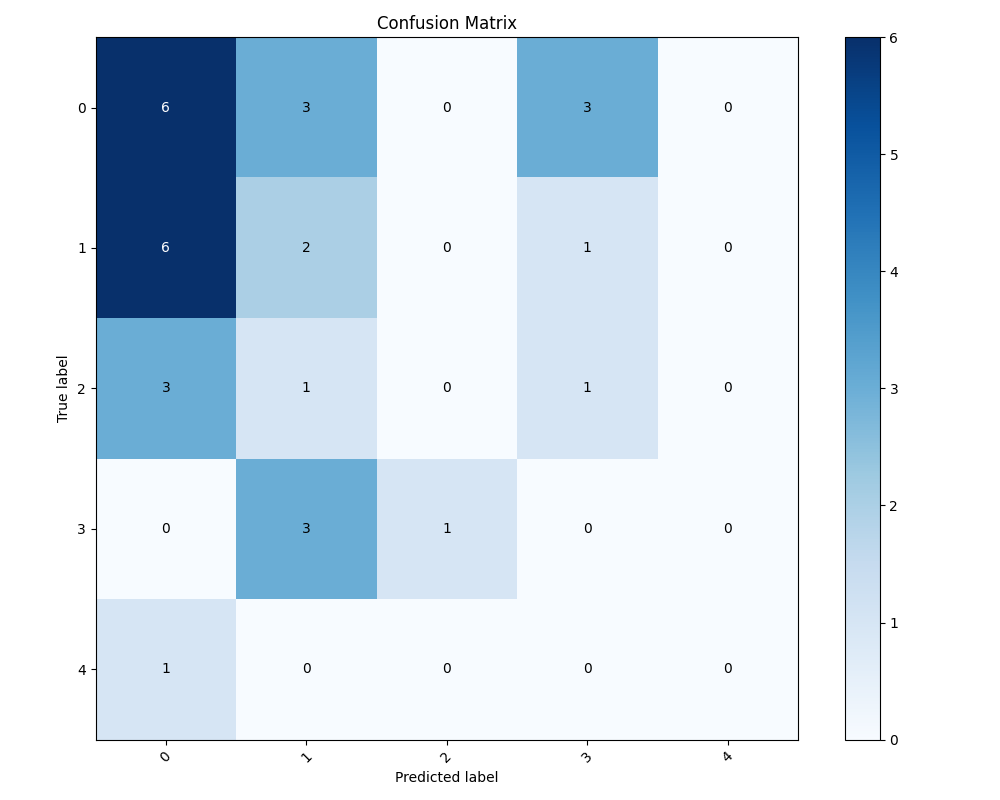 Confusion Matrix
0 6 3 0 3 0
1 6 2 0 1 0
2 3 1 0 1 0
3 0 3 1 0 0
4 1 0 0 0 0
0 1 2 3 4
Predicted label
True label
6
5
4
3
2
1
0